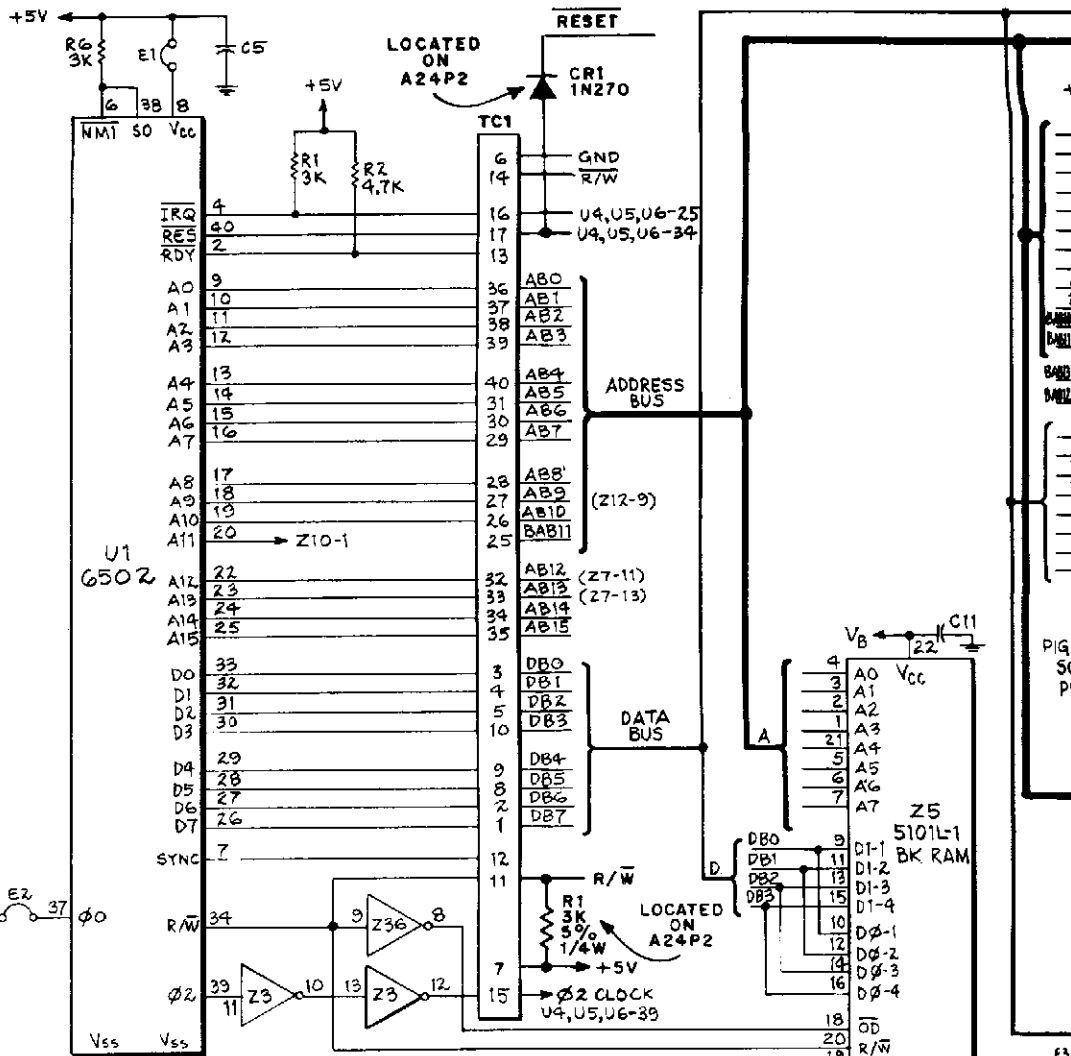 +5V
R6
3K
E1
C5
6
38
8
NMI
SO
Vcc
U1
6502
+5V
R1
3K
R2
4.7K
LOCATED
ON
A24P2
RESET
CR1
1N270
TC1
6 GND
14 R/W
IRQ 4 16 U4,U5,U6-25
RES 40 17 U4,U5,U6-34
RDY 2 13
A0 9 36 AB0
A1 10 37 AB1
A2 11 38 AB2
A3 12 39 AB3
A4 13 40 AB4
A5 14 31 AB5
A6 15 30 AB6
A7 16 29 AB7
A8 17 28 AB8
A9 18 27 AB9
A10 19 26 AB10
A11 20 Z10-1 25 BAB11
ADDRESS
BUS
(Z12-9)
A12 22 32 AB12 (Z7-11)
A13 23 33 AB13 (Z7-13)
A14 24 34 AB14
A15 25 35 AB15
D0 33 3 DB0
D1 32 4 DB1
D2 31 5 DB2
D3 30 10 DB3
D4 29 9 DB4
D5 28 8 DB5
D6 27 2 DB6
D7 26 1 DB7
DATA
BUS
SYNC 7 12
11 R/W
E2
37 Φ0
R/W 34
9 Z36 8
R1
3K
5%
1/4W
LOCATED
ON
A24P2
7 +5V
Φ2 39
11 Z3 10
13 Z3 12
15 Φ2 CLOCK
U4,U5,U6-39
Vss
Vss
VB
C11
22
Vcc
A
4 A0
3 A1
2 A2
1 A3
21 A4
5 A5
6 A6
7 A7
Z5
5101L-1
BK RAM
D
DB0 9 D1-1
DB1 11 D1-2
DB2 13 D1-3
DB3 15 D1-4
10 DØ-1
12 DØ-2
14 DØ-3
16 DØ-4
18 OD
20 R/W
19
PIG
E3